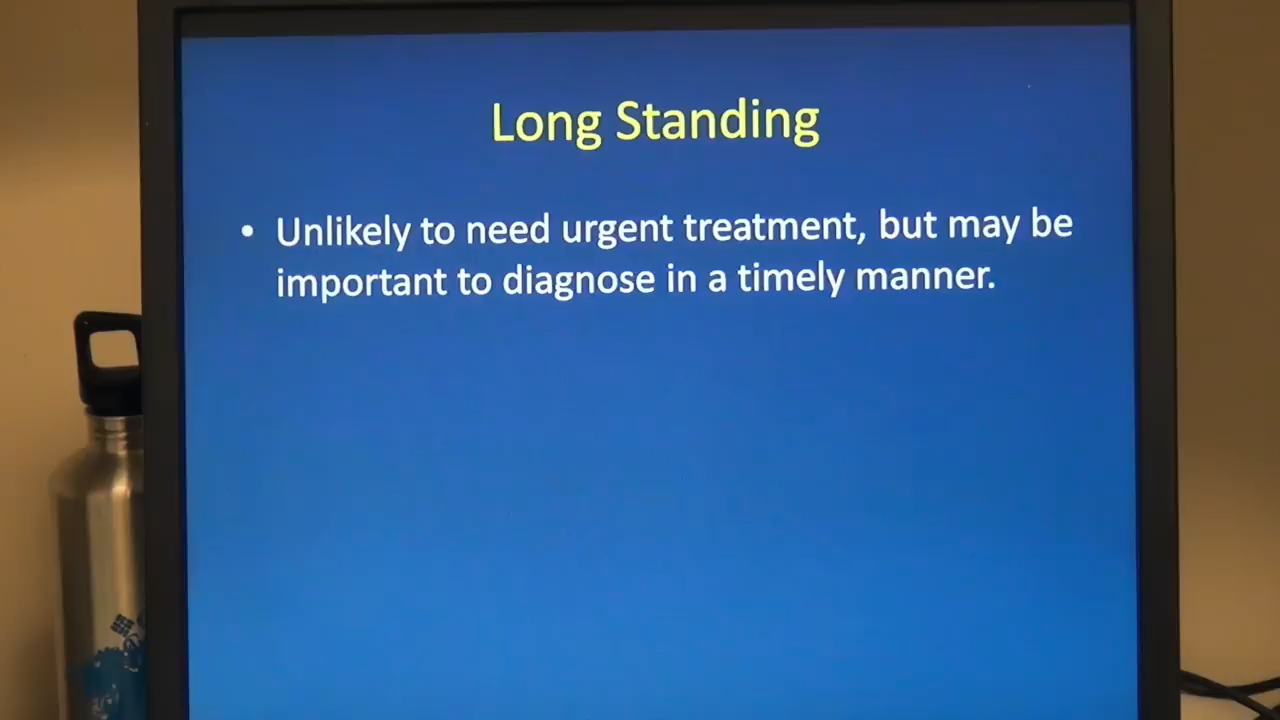 Long Standing
• Unlikely to need urgent treatment, but may be
important to diagnose in a timely manner.